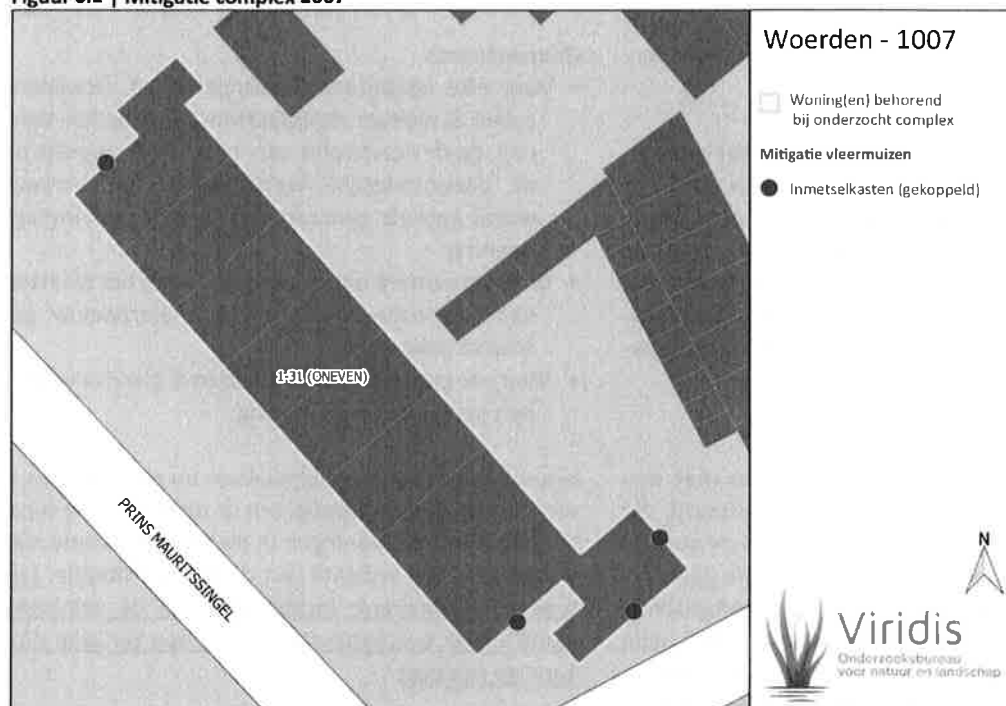 Figuur 6.2 | Mitigatie complex 1007
Woerden - 1007
Woning(en) behorend
bij onderzocht complex
Mitigatie vleermuizen
Inmetselkasten (gekoppeld)
1-31 (ONEVEN)
PRINS MAURITSSINGEL
N
Viridis
Onderzoeksbureau
voor natuur en landschap